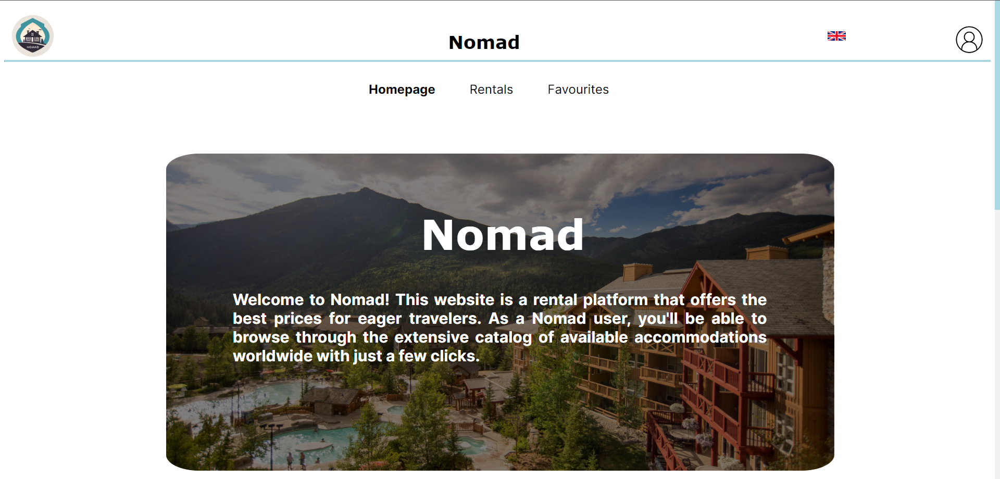 NOMAD
Nomad
Homepage Rentals Favourites
Nomad
Welcome to Nomad! This website is a rental platform that offers the
best prices for eager travelers. As a Nomad user, you'll be able to
browse through the extensive catalog of available accommodations
worldwide with just a few clicks.